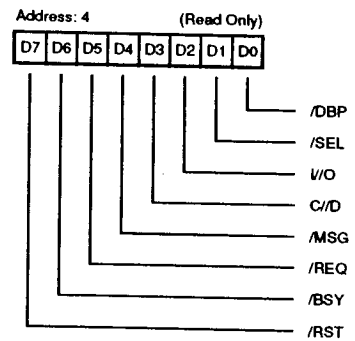 Address: 4 (Read Only)
D7 D6 D5 D4 D3 D2 D1 D0
/DBP
/SEL
I//O
C//D
/MSG
/REQ
/BSY
/RST